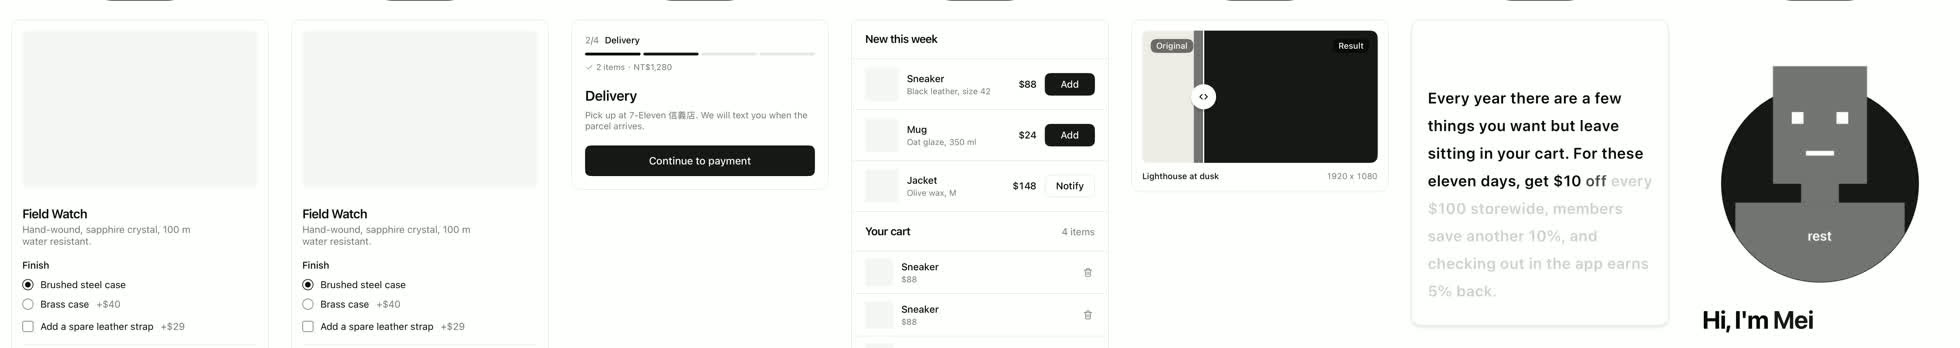 Field Watch
Hand-wound, sapphire crystal, 100 m
water resistant.
Finish
Brushed steel case
Brass case +$40
Add a spare leather strap +$29
Field Watch
Hand-wound, sapphire crystal, 100 m
water resistant.
Finish
Brushed steel case
Brass case +$40
Add a spare leather strap +$29
2/4 Delivery
2 items · NT$1,280
Delivery
Pick up at 7-Eleven 信義店. We will text you when the
parcel arrives.
Continue to payment
New this week
Sneaker
Black leather, size 42
$88
Add
Mug
Oat glaze, 350 ml
$24
Add
Jacket
Olive wax, M
$148
Notify
Your cart
4 items
Sneaker
$88
Sneaker
$88
Original
Result
Lighthouse at dusk
1920 x 1080
Every year there are a few
things you want but leave
sitting in your cart. For these
eleven days, get $10 off every
$100 storewide, members
save another 10%, and
checking out in the app earns
5% back.
rest
Hi, I'm Mei